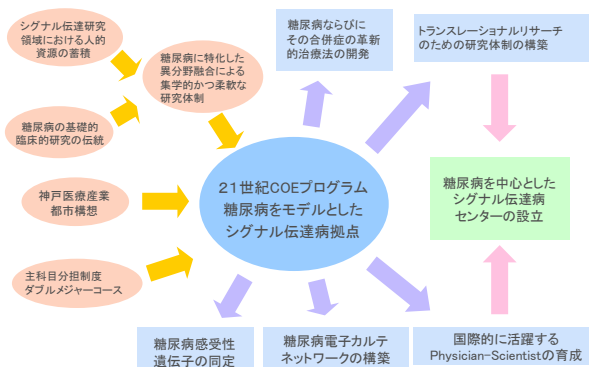 シグナル伝達研究
領域における人的
資源の蓄積
糖尿病に特化した
異分野融合による
集学的かつ柔軟な
研究体制
糖尿病ならびに
その合併症の革新
的治療法の開発
トランスレーショナルリサーチ
のための研究体制の構築
糖尿病の基礎的
臨床的研究の伝統
神戸医療産業
都市構想
主科目分担制度
ダブルメジャーコース
21世紀COEプログラム
糖尿病をモデルとした
シグナル伝達病拠点
糖尿病を中心とした
シグナル伝達病
センターの設立
糖尿病感受性
遺伝子の同定
糖尿病電子カルテ
ネットワークの構築
国際的に活躍する
Physician-Scientistの育成